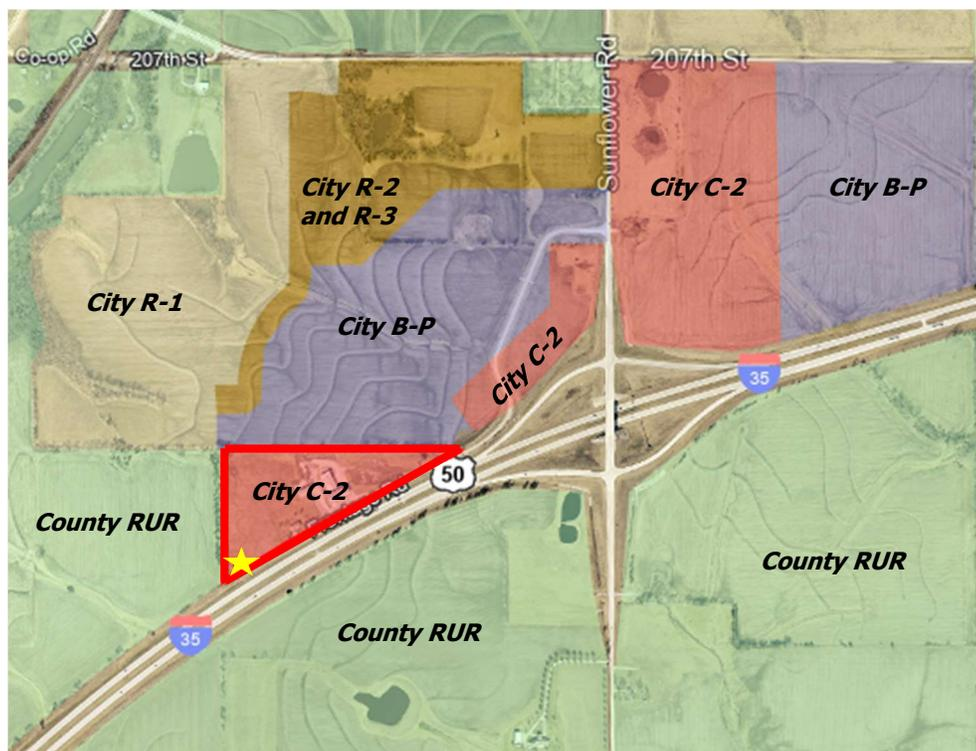 Co-op Rd
207th St
Sunflower Rd
207th St
City R-2
and R-3
City C-2
City B-P
City R-1
City B-P
City C-2
35
50
City C-2
County RUR
County RUR
35
County RUR